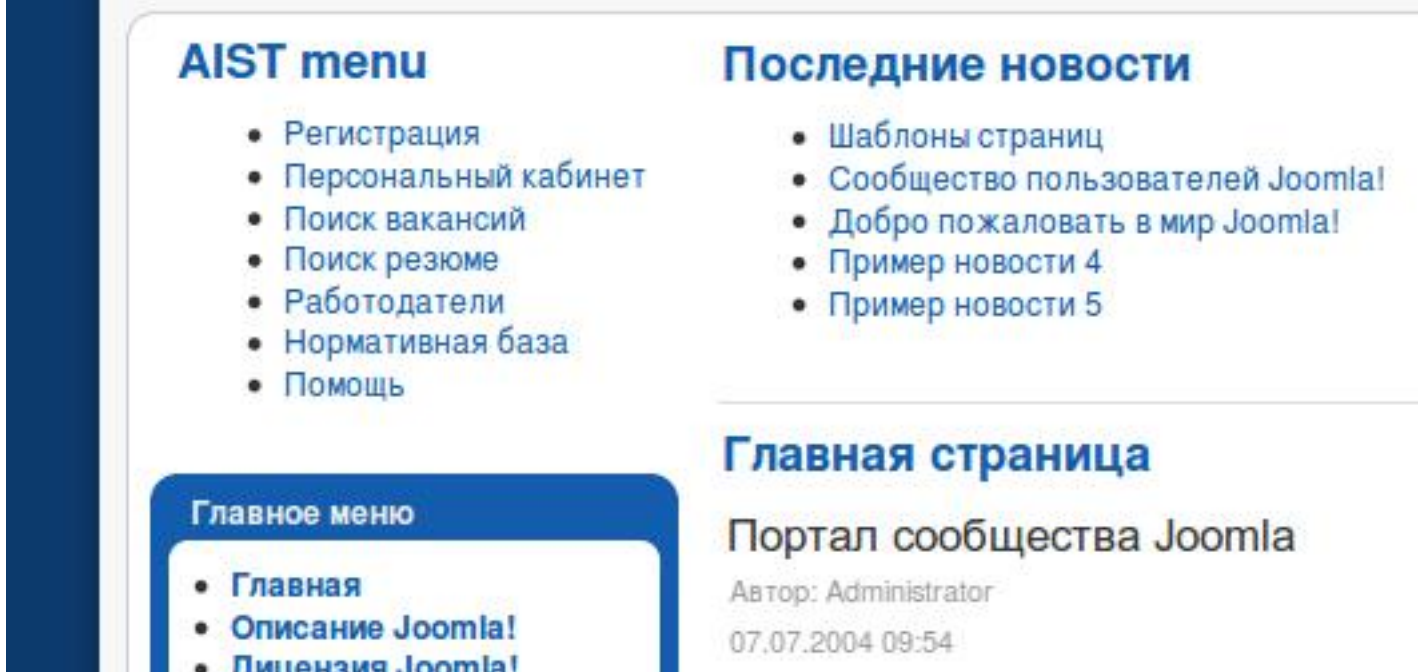 AIST menu
Регистрация
Персональный кабинет
Поиск вакансий
Поиск резюме
Работодатели
Нормативная база
Помощь
Главное меню
Главная
Описание Joomla!
Лицензия Joomla!
Последние новости
Шаблоны страниц
Сообщество пользователей Joomla!
Добро пожаловать в мир Joomla!
Пример новости 4
Пример новости 5
Главная страница
Портал сообщества Joomla
Автор: Administrator
07.07.2004 09:54